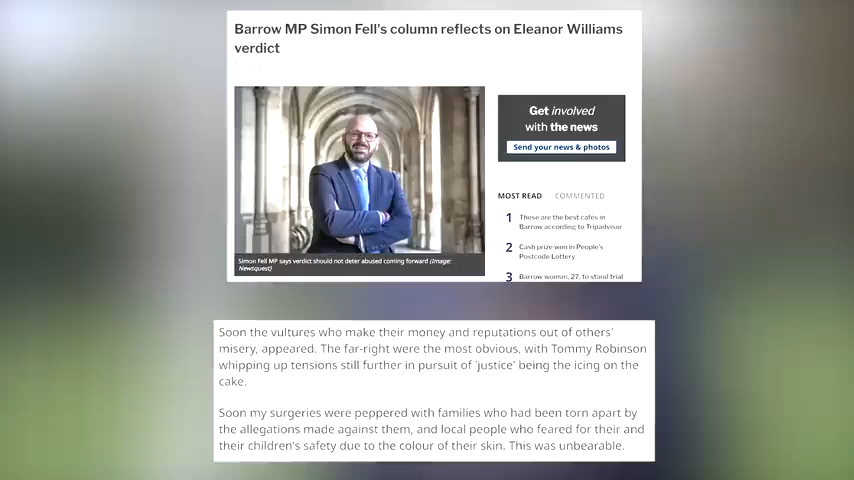 Barrow MP Simon Fell's column reflects on Eleanor Williams
verdict
Get involved
with the news
Send your news & photos
MOST READ COMMENTED
1 These are the best cafes in
Barrow according to Tripadvisor
2 Cash prize won in People's
Postcode Lottery
3 Barrow woman, 27, to stand trial
Simon Fell MP says verdict should not deter abused coming forward (Image:
Newsquest)
Soon the vultures who make their money and reputations out of others'
misery, appeared. The far-right were the most obvious, with Tommy Robinson
whipping up tensions still further in pursuit of 'justice' being the icing on the
cake.
Soon my surgeries were peppered with families who had been torn apart by
the allegations made against them, and local people who feared for their and
their children's safety due to the colour of their skin. This was unbearable.